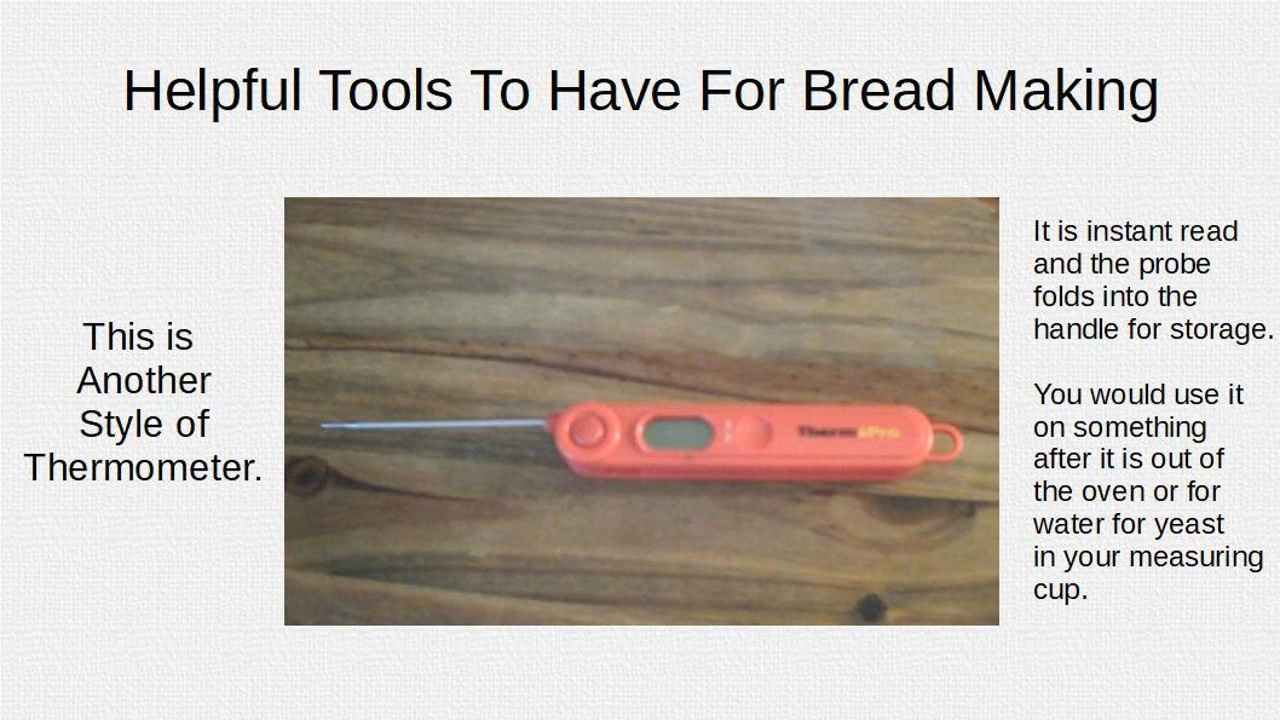 Helpful Tools To Have For Bread Making
This is
Another
Style of
Thermometer.
ThermoPro
It is instant read
and the probe
folds into the
handle for storage.
You would use it
on something
after it is out of
the oven or for
water for yeast
in your measuring
cup.